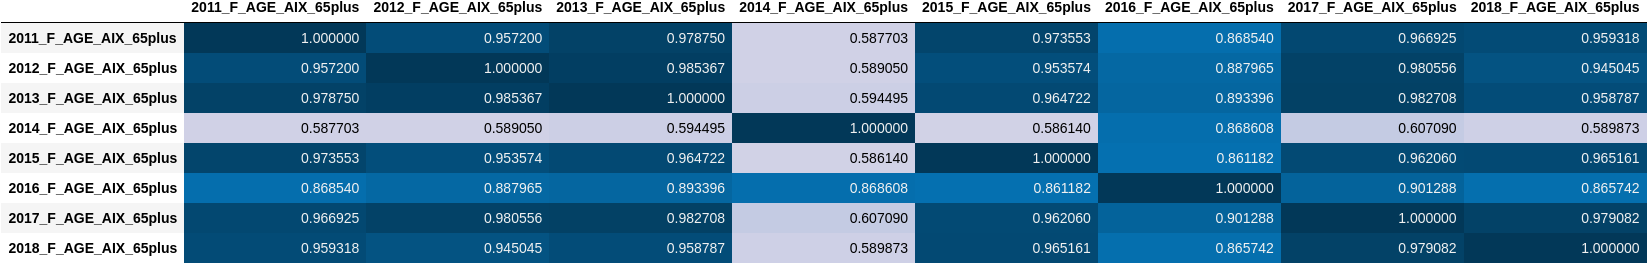 2011_F_AGE_AIX_65plus 2012_F_AGE_AIX_65plus 2013_F_AGE_AIX_65plus 2014_F_AGE_AIX_65plus 2015_F_AGE_AIX_65plus 2016_F_AGE_AIX_65plus 2017_F_AGE_AIX_65plus 2018_F_AGE_AIX_65plus
2011_F_AGE_AIX_65plus 1.000000 0.957200 0.978750 0.587703 0.973553 0.868540 0.966925 0.959318
2012_F_AGE_AIX_65plus 0.957200 1.000000 0.985367 0.589050 0.953574 0.887965 0.980556 0.945045
2013_F_AGE_AIX_65plus 0.978750 0.985367 1.000000 0.594495 0.964722 0.893396 0.982708 0.958787
2014_F_AGE_AIX_65plus 0.587703 0.589050 0.594495 1.000000 0.586140 0.868608 0.607090 0.589873
2015_F_AGE_AIX_65plus 0.973553 0.953574 0.964722 0.586140 1.000000 0.861182 0.962060 0.965161
2016_F_AGE_AIX_65plus 0.868540 0.887965 0.893396 0.868608 0.861182 1.000000 0.901288 0.865742
2017_F_AGE_AIX_65plus 0.966925 0.980556 0.982708 0.607090 0.962060 0.901288 1.000000 0.979082
2018_F_AGE_AIX_65plus 0.959318 0.945045 0.958787 0.589873 0.965161 0.865742 0.979082 1.000000